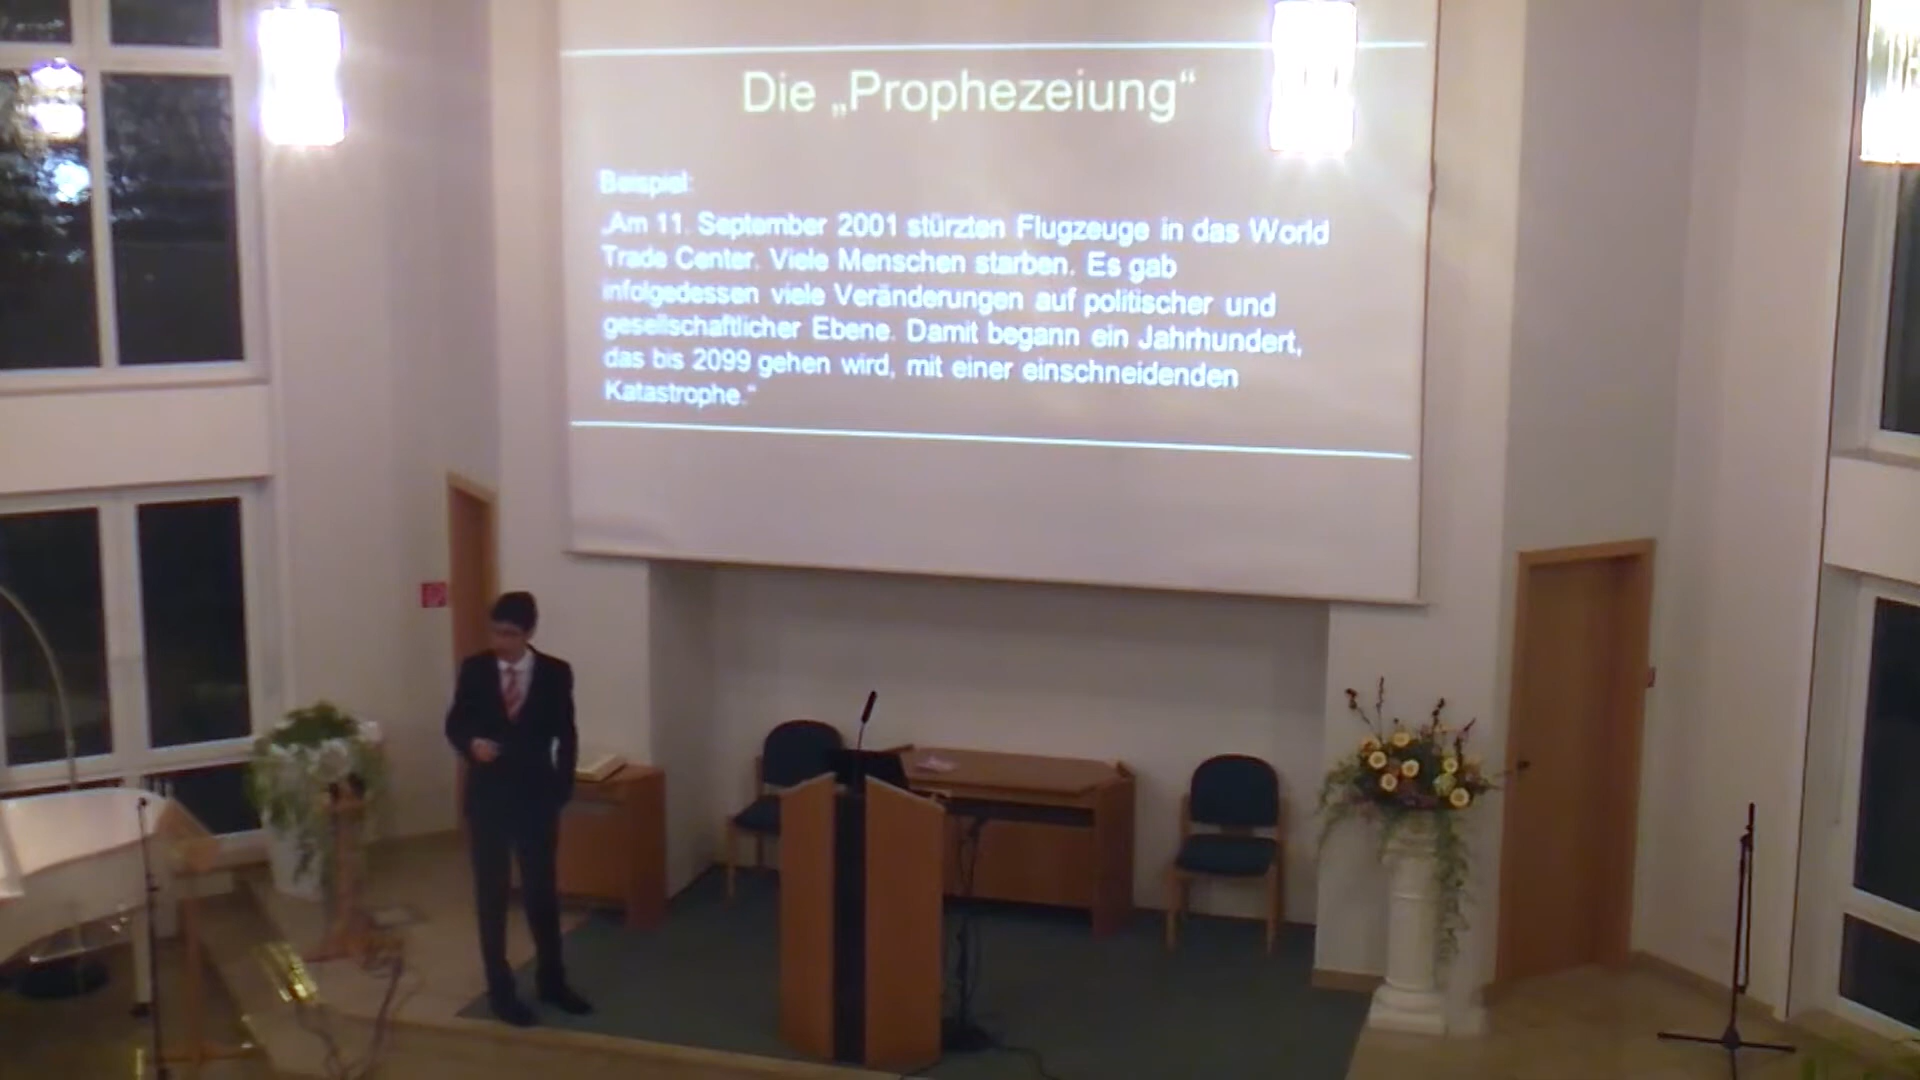 Die „Prophezeiung“
Beispiel:
„Am 11. September 2001 stürzten Flugzeuge in das World
Trade Center. Viele Menschen starben. Es gab
infolgedessen viele Veränderungen auf politischer und
gesellschaftlicher Ebene. Damit begann ein Jahrhundert,
das bis 2099 gehen wird, mit einer einschneidenden
Katastrophe.“